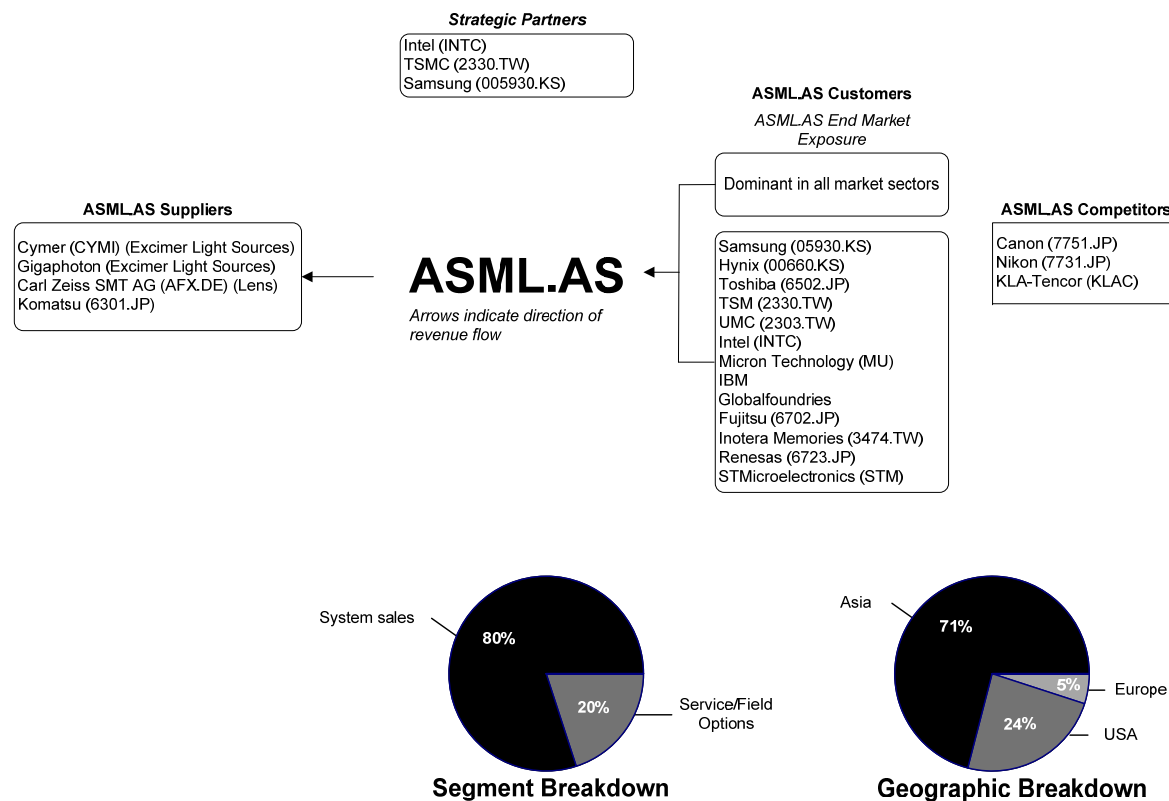 Strategic Partners
Intel (INTC)
TSMC (2330.TW)
Samsung (005930.KS)
ASML.AS Customers
ASML.AS End Market
Exposure
Dominant in all market sectors
ASML.AS Suppliers
Cymer (CYMI) (Excimer Light Sources)
Gigaphoton (Excimer Light Sources)
Carl Zeiss SMT AG (AFX.DE) (Lens)
Komatsu (6301.JP)
ASML.AS
Arrows indicate direction of
revenue flow
Samsung (05930.KS)
Hynix (00660.KS)
Toshiba (6502.JP)
TSM (2330.TW)
UMC (2303.TW)
Intel (INTC)
Micron Technology (MU)
IBM
Globalfoundries
Fujitsu (6702.JP)
Inotera Memories (3474.TW)
Renesas (6723.JP)
STMicroelectronics (STM)
ASML.AS Competitors
Canon (7751.JP)
Nikon (7731.JP)
KLA-Tencor (KLAC)
System sales
80%
20%
Service/Field
Options
Segment Breakdown
Asia
71%
5%
Europe
24%
USA
Geographic Breakdown